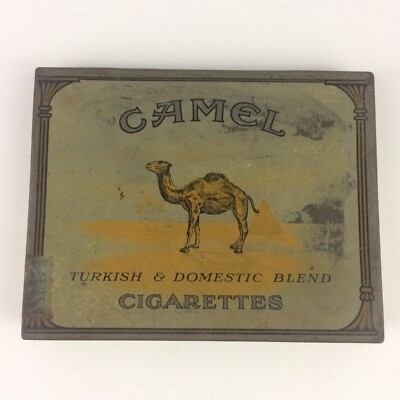 CAMEL
TURKISH & DOMESTIC BLEND
CIGARETTES